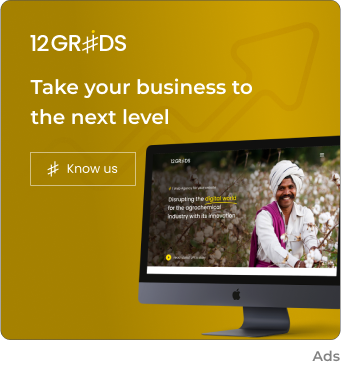 12GR#DS
Take your business to
the next level
Know us
12GR#DS
Disrupting the digital world
for the agrochemical
industry with its innovation
Ads